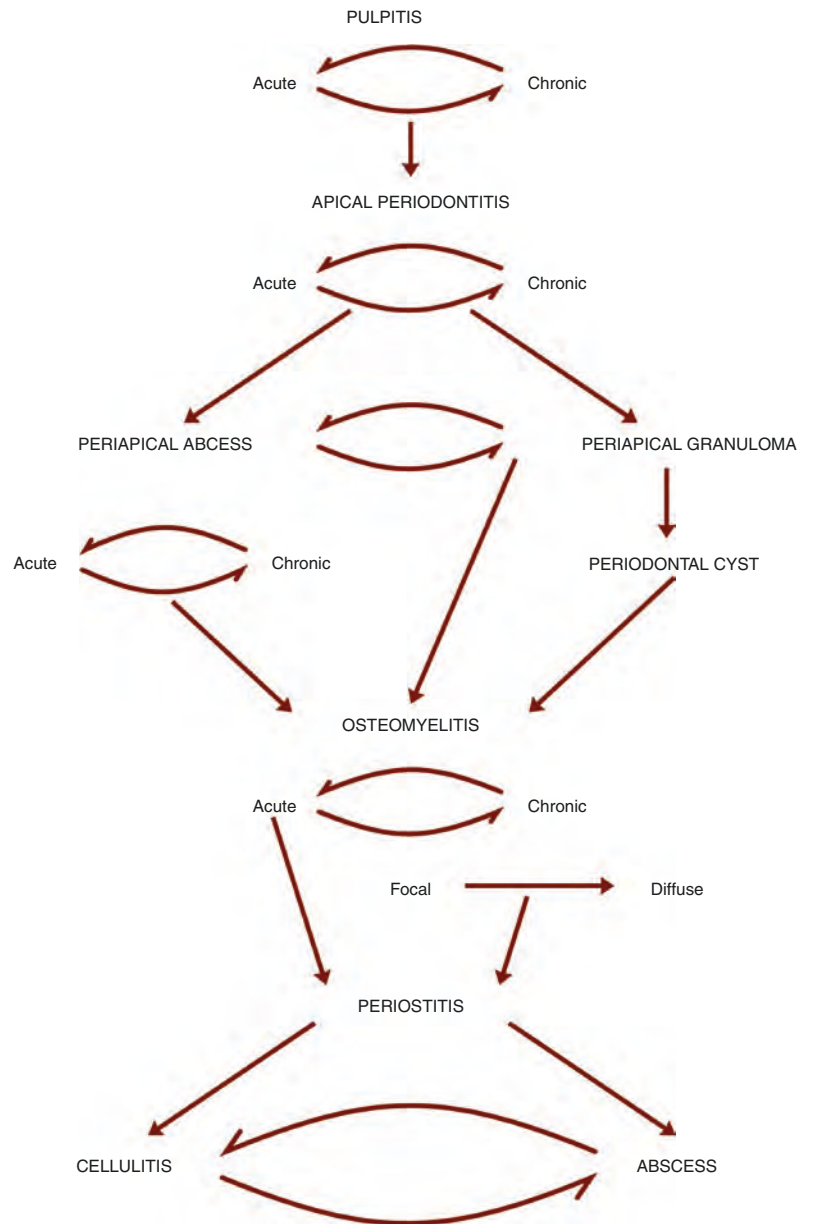 PULPITIS
Acute Chronic
APICAL PERIODONTITIS
Acute Chronic
PERIAPICAL ABCESS PERIAPICAL GRANULOMA
Acute Chronic PERIODONTAL CYST
OSTEOMYELITIS
Acute Chronic
Focal Diffuse
PERIOSTITIS
CELLULITIS ABSCESS